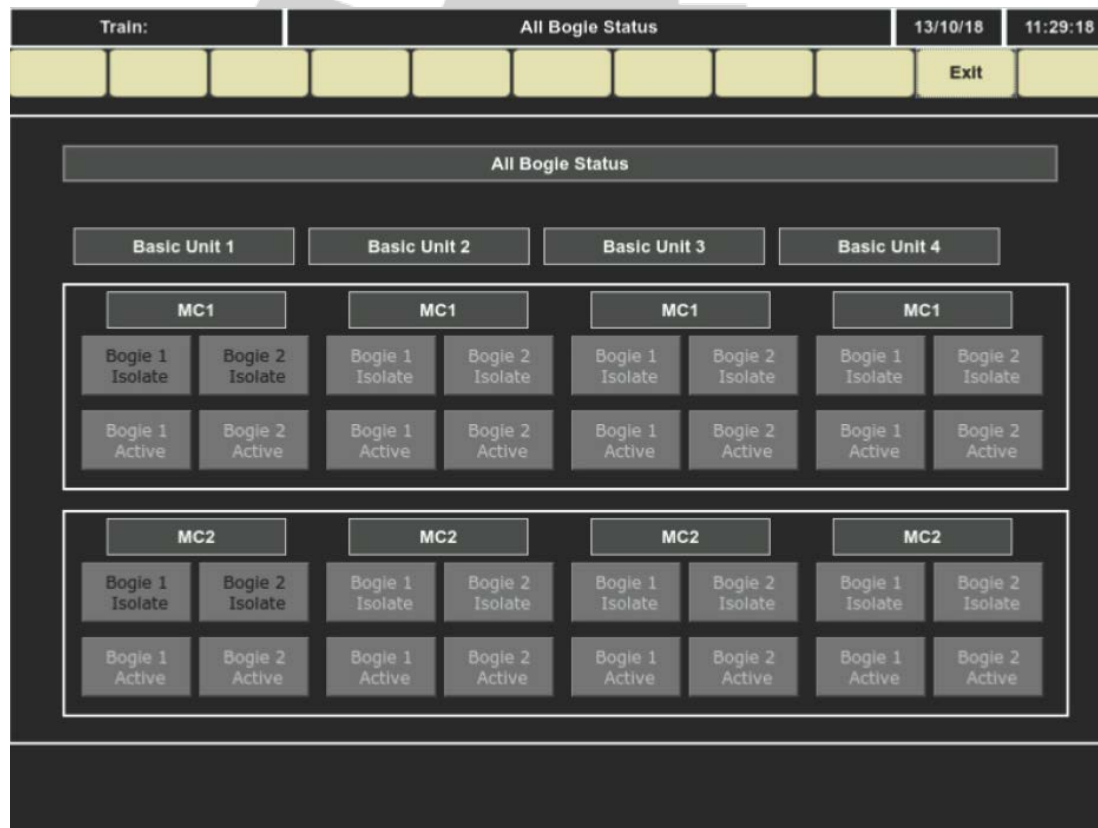 Train: All Bogie Status 13/10/18 11:29:18
Exit
All Bogie Status
Basic Unit 1 Basic Unit 2 Basic Unit 3 Basic Unit 4
MC1 MC1 MC1 MC1
Bogie 1 Bogie 2 Bogie 1 Bogie 2 Bogie 1 Bogie 2 Bogie 1 Bogie 2
Isolate Isolate Isolate Isolate Isolate Isolate Isolate Isolate
Bogie 1 Bogie 2 Bogie 1 Bogie 2 Bogie 1 Bogie 2 Bogie 1 Bogie 2
Active Active Active Active Active Active Active Active
MC2 MC2 MC2 MC2
Bogie 1 Bogie 2 Bogie 1 Bogie 2 Bogie 1 Bogie 2 Bogie 1 Bogie 2
Isolate Isolate Isolate Isolate Isolate Isolate Isolate Isolate
Bogie 1 Bogie 2 Bogie 1 Bogie 2 Bogie 1 Bogie 2 Bogie 1 Bogie 2
Active Active Active Active Active Active Active Active